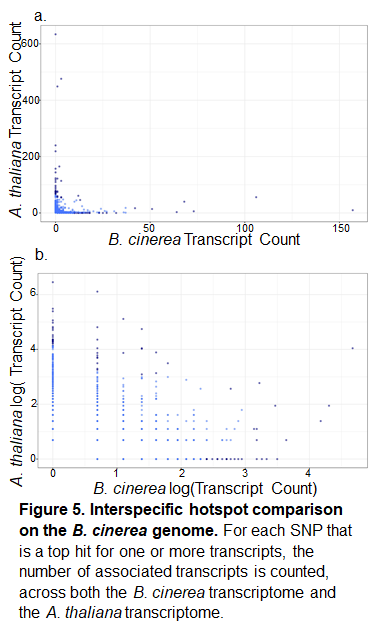 a.
A. thaliana Transcript Count
600
400
200
0
0 50 100 150
B. cinerea Transcript Count
b.
A. thaliana log( Transcript Count)
6
4
2
0
0 1 2 3 4
B. cinerea log(Transcript Count)
Figure 5. Interspecific hotspot comparison
on the B. cinerea genome. For each SNP that
is a top hit for one or more transcripts, the
number of associated transcripts is counted,
across both the B. cinerea transcriptome and
the A. thaliana transcriptome.